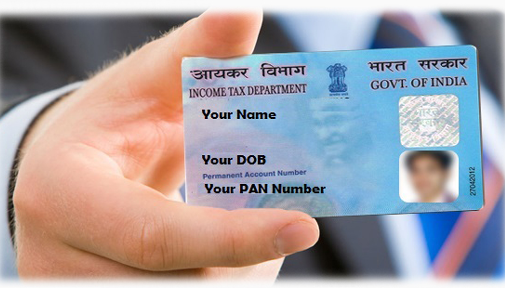 आयकर विभाग
INCOME TAX DEPARTMENT
भारत सरकार
GOVT. OF INDIA
Your Name
Your DOB
Permanent Account Number
Your PAN Number
27042012